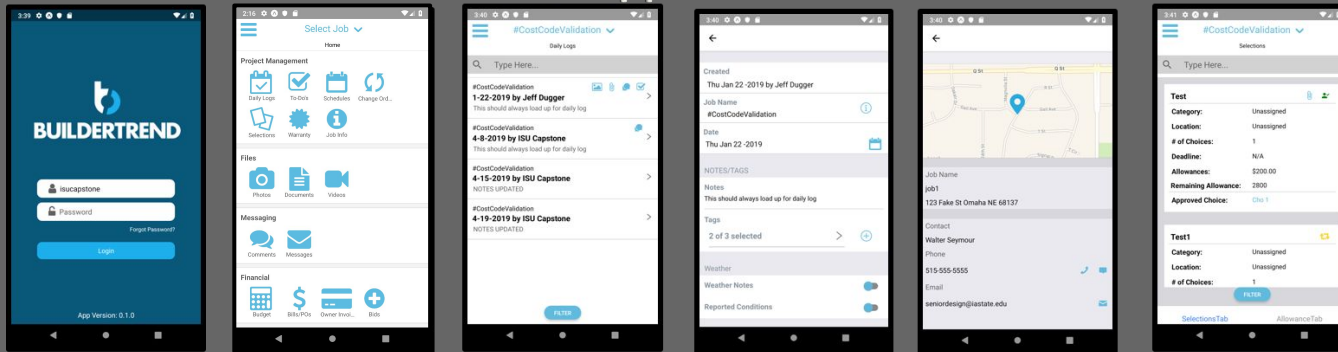 3:39
BUILDERTREND
isucapstone
Password
Forgot Password?
Login
App Version: 0.1.0
2:16
Select Job
Home
Project Management
Daily Logs To-Do's Schedules Change Ord...
Selections Warranty Job Info
Files
Photos Documents Videos
Messaging
Comments Messages
Financial
Budget Bills/POs Owner Invoi... Bids
3:40
#CostCodeValidation
Daily Logs
Type Here...
#CostCodeValidation
1-22-2019 by Jeff Dugger
This should always load up for daily log
#CostCodeValidation
4-8-2019 by ISU Capstone
This should always load up for daily log
#CostCodeValidation
4-15-2019 by ISU Capstone
NOTES UPDATED
#CostCodeValidation
4-19-2019 by ISU Capstone
NOTES UPDATED
FILTER
3:40
Created
Thu Jan 22 -2019 by Jeff Dugger
Job Name
#CostCodeValidation
Date
Thu Jan 22 -2019
NOTES/TAGS
Notes
This should always load up for daily log
Tags
2 of 3 selected
Weather
Weather Notes
Reported Conditions
3:40
Q St Q St
Job Name
job1
123 Fake St Omaha NE 68137
Contact
Walter Seymour
Phone
515-555-5555
Email
seniordesign@iastate.edu
3:41
#CostCodeValidation
Selections
Type Here...
Test
Category: Unassigned
Location: Unassigned
# of Choices: 1
Deadline: N/A
Allowances: $200.00
Remaining Allowance: 2800
Approved Choice: Cho 1
Test1
Category: Unassigned
Location: Unassigned
# of Choices: 1
FILTER
SelectionsTab AllowanceTab